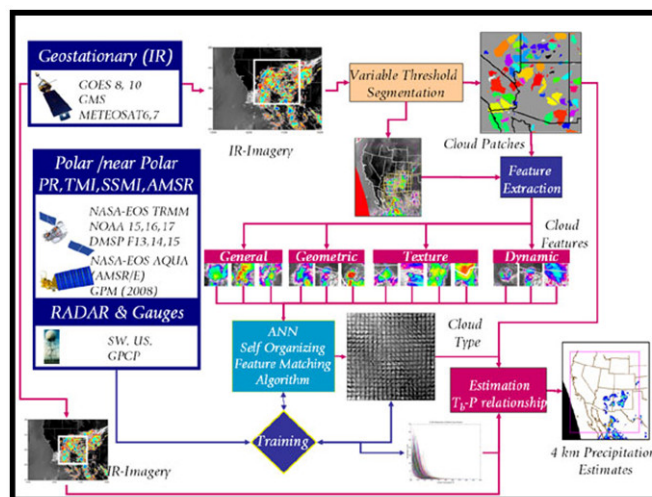 Geostationary (IR)
GOES 8, 10
GMS
METEOSAT6,7
IR-Imagery
Variable Threshold
Segmentation
Cloud Patches
Feature
Extraction
Polar /near Polar
PR,TMI,SSMI,AMSR
NASA-EOS TRMM
NOAA 15,16,17
DMSP F13,14,15
NASA-EOS AQUA
(AMSR/E)
GPM (2008)
RADAR & Gauges
SW. US.
GPCP
Cloud
Features
General
Geometric
Texture
Dynamic
ANN
Self Organizing
Feature Matching
Algorithm
Cloud
Type
Estimation
Tb-P relationship
Training
IR-Imagery
4 km Precipitation
Estimates